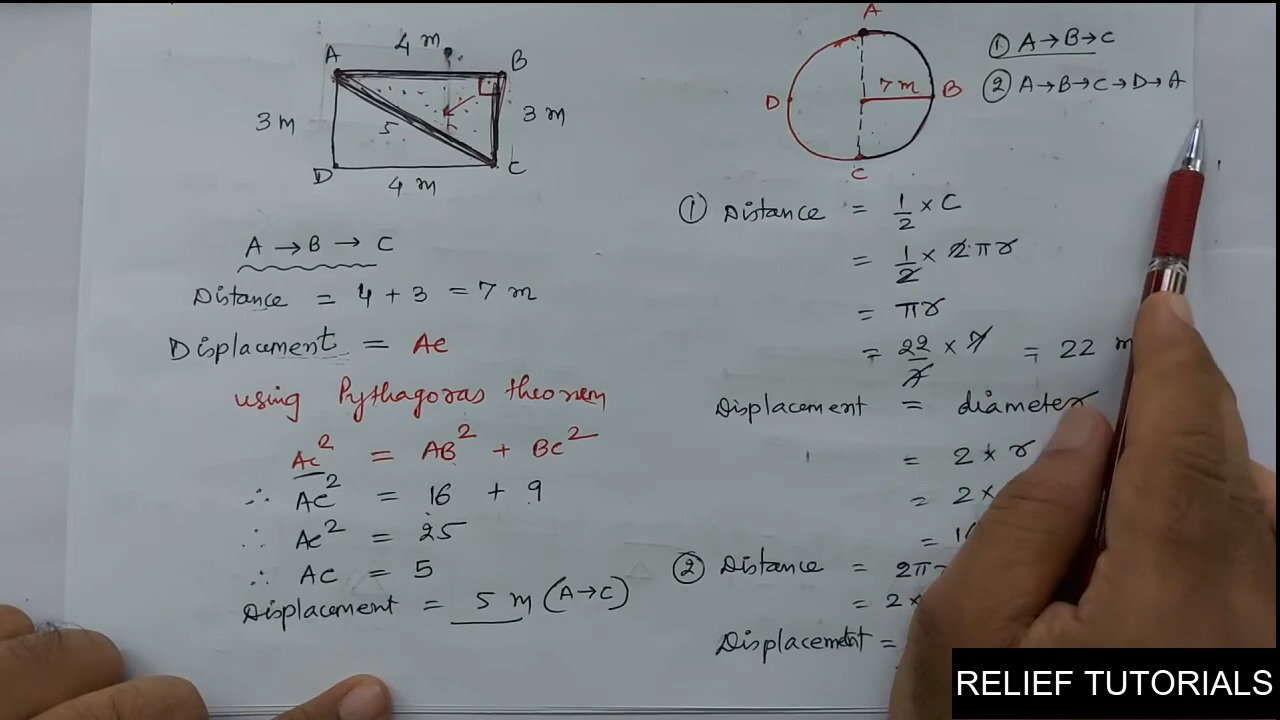 4 m
A
B
3 m
5
3 m
D
C
4 m
A → B → C
Distance = 4 + 3 = 7 m
Displacement = AC
using Pythagoras theorem
AC² = AB² + BC²
∴ AC² = 16 + 9
∴ AC² = 25
∴ AC = 5
Displacement = 5 m (A→C)
A
7 m
B
D
C
① A→B→C
② A→B→C→D→A
① Distance = 1/2 × C
= 1/2 × 2πr
= πr
= 22/7 × 7 = 22 m
Displacement = diameter
= 2 × r
= 2 ×
=
② Distance = 2π
= 2 ×
Displacement =
RELIEF TUTORIALS